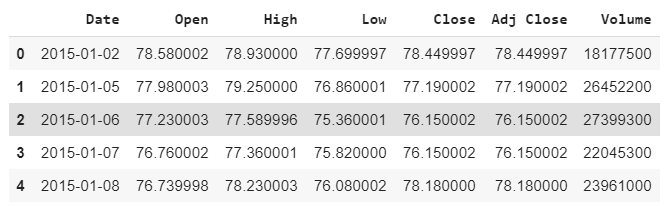 Date Open High Low Close Adj Close Volume
0 2015-01-02 78.580002 78.930000 77.699997 78.449997 78.449997 18177500
1 2015-01-05 77.980003 79.250000 76.860001 77.190002 77.190002 26452200
2 2015-01-06 77.230003 77.589996 75.360001 76.150002 76.150002 27399300
3 2015-01-07 76.760002 77.360001 75.820000 76.150002 76.150002 22045300
4 2015-01-08 76.739998 78.230003 76.080002 78.180000 78.180000 23961000